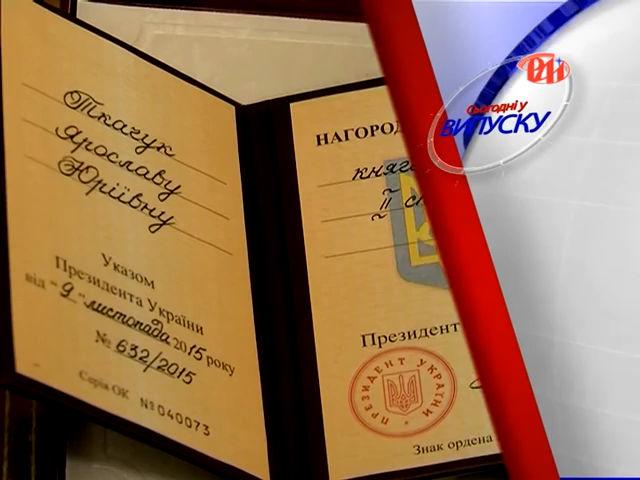 Ткачук
Ярославу
Юріївну
Указом
Президента України
від "9" листопада 2015 року
№ 632/2015
Серія ОК №040073
НАГОРОД
княг
ІІ ст
Президент
ПРЕЗИДЕНТ УКРАЇНИ
Знак ордена
Сьогодні у
ВИПУСКУ